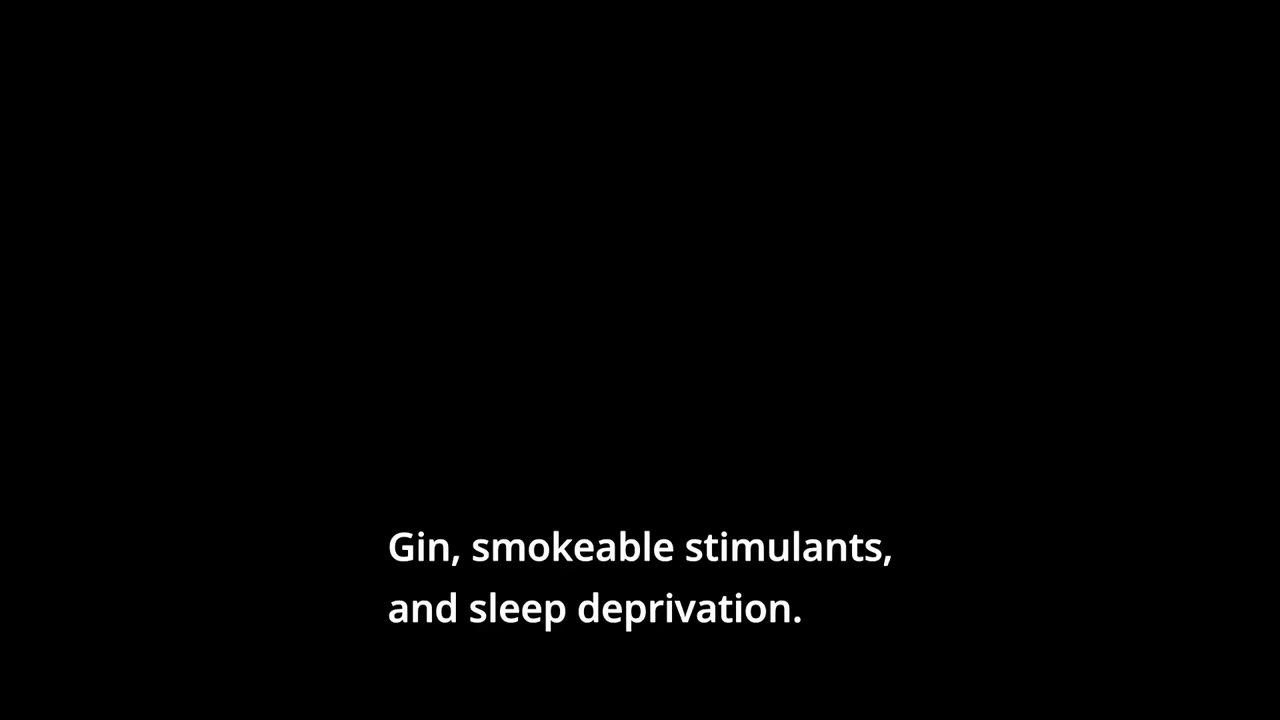 Gin, smokeable stimulants,
and sleep deprivation.